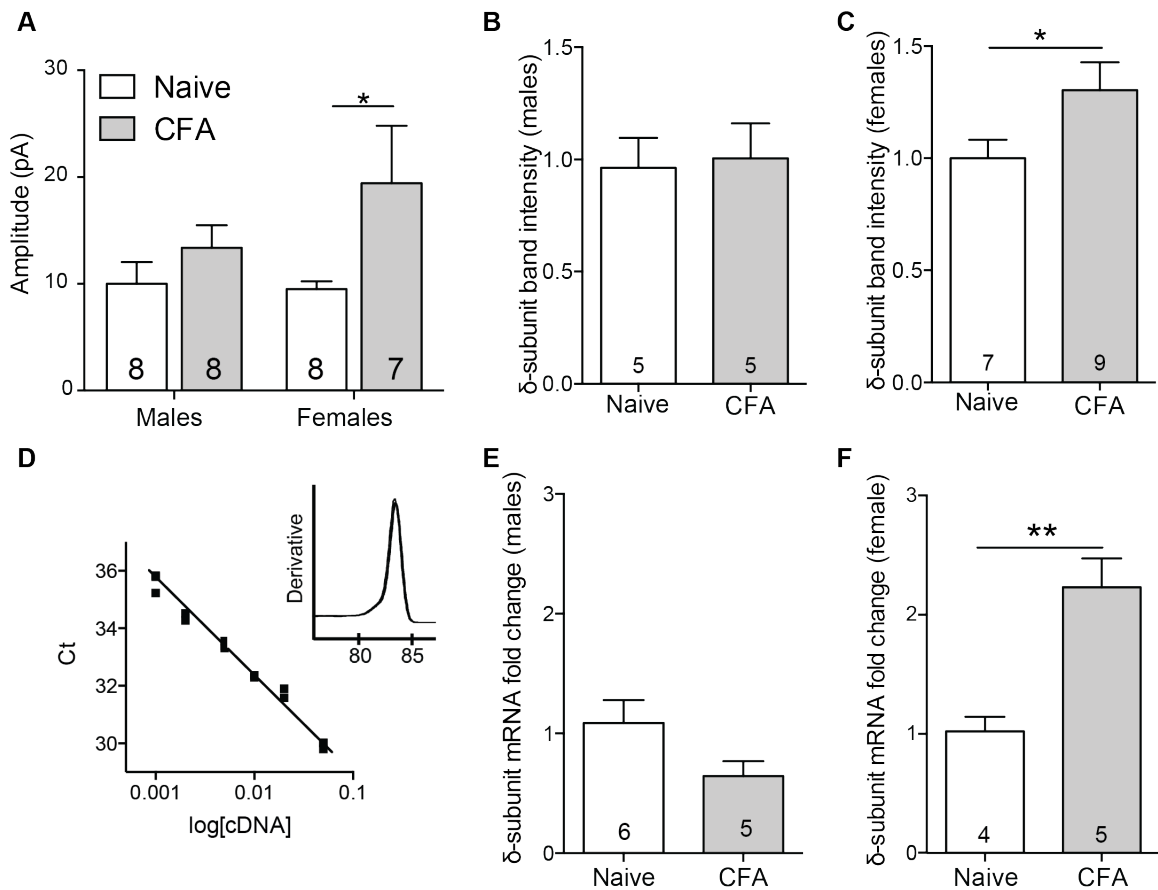 A
Amplitude (pA)
30
20
10
0
Naive
CFA
*
8
8
8
7
Males
Females
B
δ-subunit band intensity (males)
1.5
1.0
0.5
0.0
5
5
Naive
CFA
C
δ-subunit band intensity (females)
1.5
1.0
0.5
0.0
*
7
9
Naive
CFA
D
Ct
36
34
32
30
0.001
0.01
0.1
log[cDNA]
Derivative
80
85
E
δ-subunit mRNA fold change (males)
3
2
1
0
6
5
Naive
CFA
F
δ-subunit mRNA fold change (female)
3
2
1
0
**
4
5
Naive
CFA